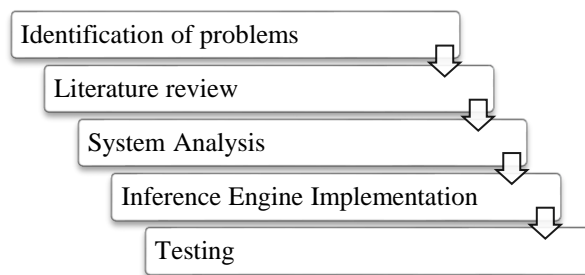 Identification of problems
Literature review
System Analysis
Inference Engine Implementation
Testing